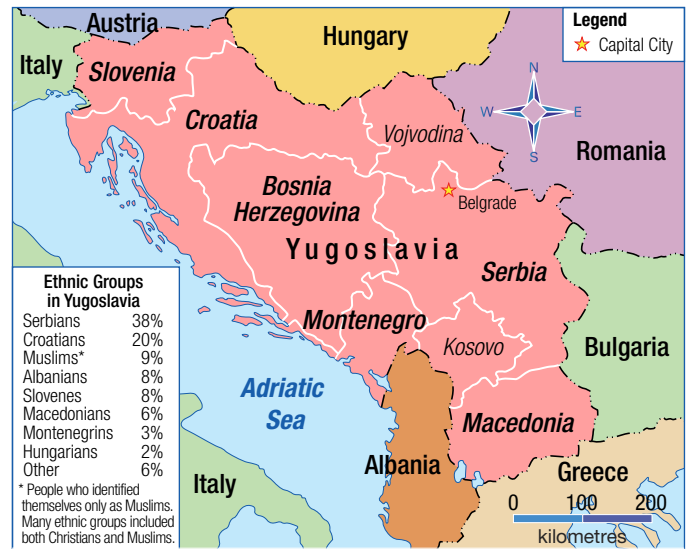 Austria
Hungary
Legend
Capital City
Italy
Slovenia
N
W
E
S
Croatia
Vojvodina
Romania
Bosnia
Herzegovina
Belgrade
Yugoslavia
Serbia
Ethnic Groups
in Yugoslavia
Serbians 38%
Croatians 20%
Muslims* 9%
Albanians 8%
Slovenes 8%
Macedonians 6%
Montenegrins 3%
Hungarians 2%
Other 6%
* People who identified
themselves only as Muslims.
Many ethnic groups included
both Christians and Muslims.
Montenegro
Kosovo
Bulgaria
Adriatic
Sea
Macedonia
Albania
Greece
Italy
0 100 200
kilometres